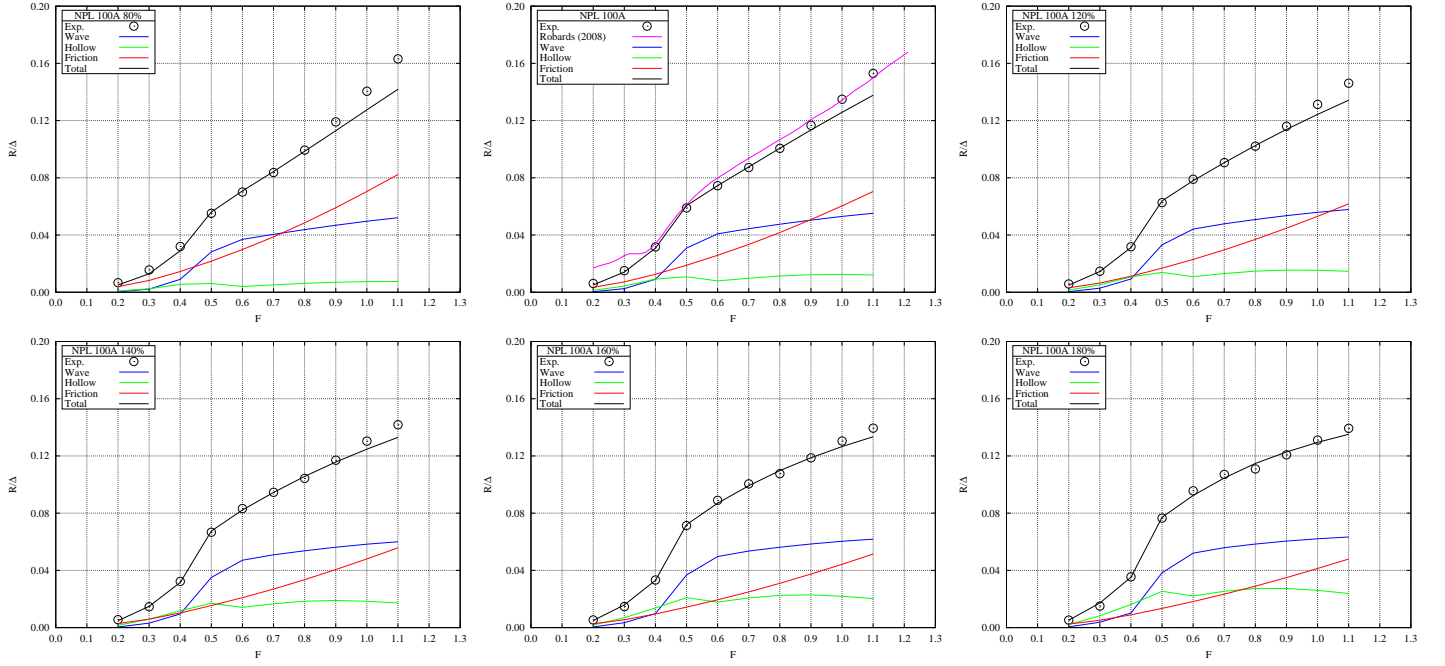 NPL 100A 80%
Exp.
Wave
Hollow
Friction
Total
R/Δ
0.20
0.16
0.12
0.08
0.04
0.00
0.0 0.1 0.2 0.3 0.4 0.5 0.6 0.7 0.8 0.9 1.0 1.1 1.2 1.3
F
NPL 100A
Exp.
Robards (2008)
Wave
Hollow
Friction
Total
R/Δ
0.20
0.16
0.12
0.08
0.04
0.00
0.0 0.1 0.2 0.3 0.4 0.5 0.6 0.7 0.8 0.9 1.0 1.1 1.2 1.3
F
NPL 100A 120%
Exp.
Wave
Hollow
Friction
Total
R/Δ
0.20
0.16
0.12
0.08
0.04
0.00
0.0 0.1 0.2 0.3 0.4 0.5 0.6 0.7 0.8 0.9 1.0 1.1 1.2 1.3
F
NPL 100A 140%
Exp.
Wave
Hollow
Friction
Total
R/Δ
0.20
0.16
0.12
0.08
0.04
0.00
0.0 0.1 0.2 0.3 0.4 0.5 0.6 0.7 0.8 0.9 1.0 1.1 1.2 1.3
F
NPL 100A 160%
Exp.
Wave
Hollow
Friction
Total
R/Δ
0.20
0.16
0.12
0.08
0.04
0.00
0.0 0.1 0.2 0.3 0.4 0.5 0.6 0.7 0.8 0.9 1.0 1.1 1.2 1.3
F
NPL 100A 180%
Exp.
Wave
Hollow
Friction
Total
R/Δ
0.20
0.16
0.12
0.08
0.04
0.00
0.0 0.1 0.2 0.3 0.4 0.5 0.6 0.7 0.8 0.9 1.0 1.1 1.2 1.3
F